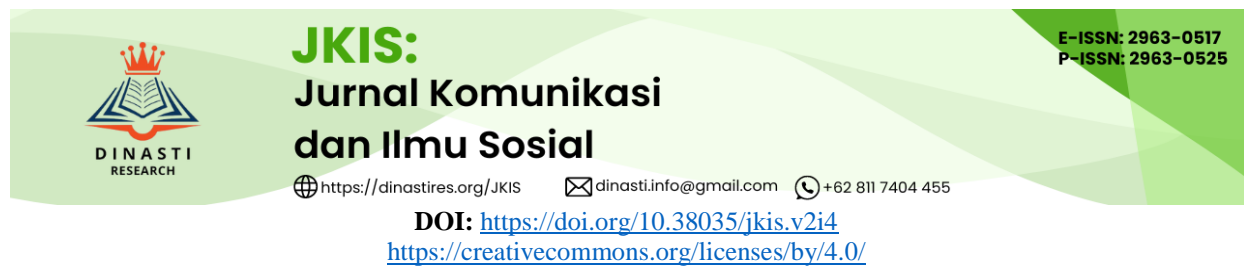 JKIS:
Jurnal Komunikasi
dan Ilmu Sosial
DINASTI
RESEARCH
https://dinastires.org/JKIS dinasti.info@gmail.com +62 811 7404 455
E-ISSN: 2963-0517
P-ISSN: 2963-0525
DOI: https://doi.org/10.38035/jkis.v2i4
https://creativecommons.org/licenses/by/4.0/